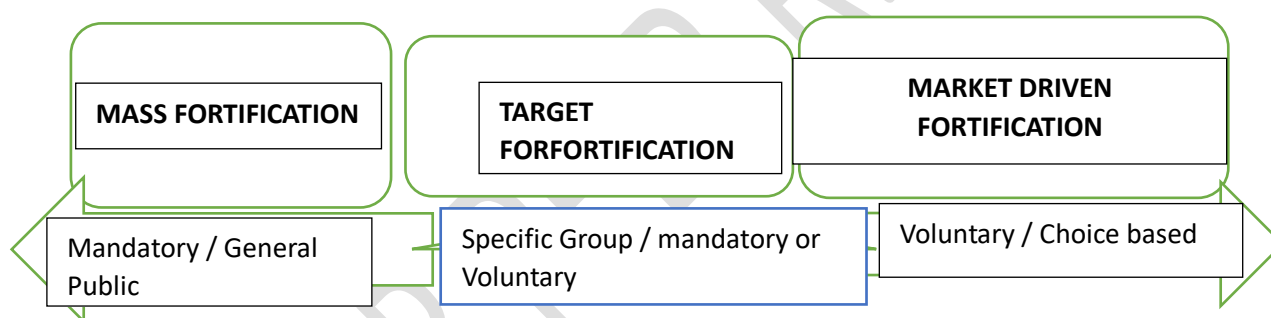 MASS FORTIFICATION
TARGET
FORFORTIFICATION
MARKET DRIVEN
FORTIFICATION
Mandatory / General
Public
Specific Group / mandatory or
Voluntary
Voluntary / Choice based